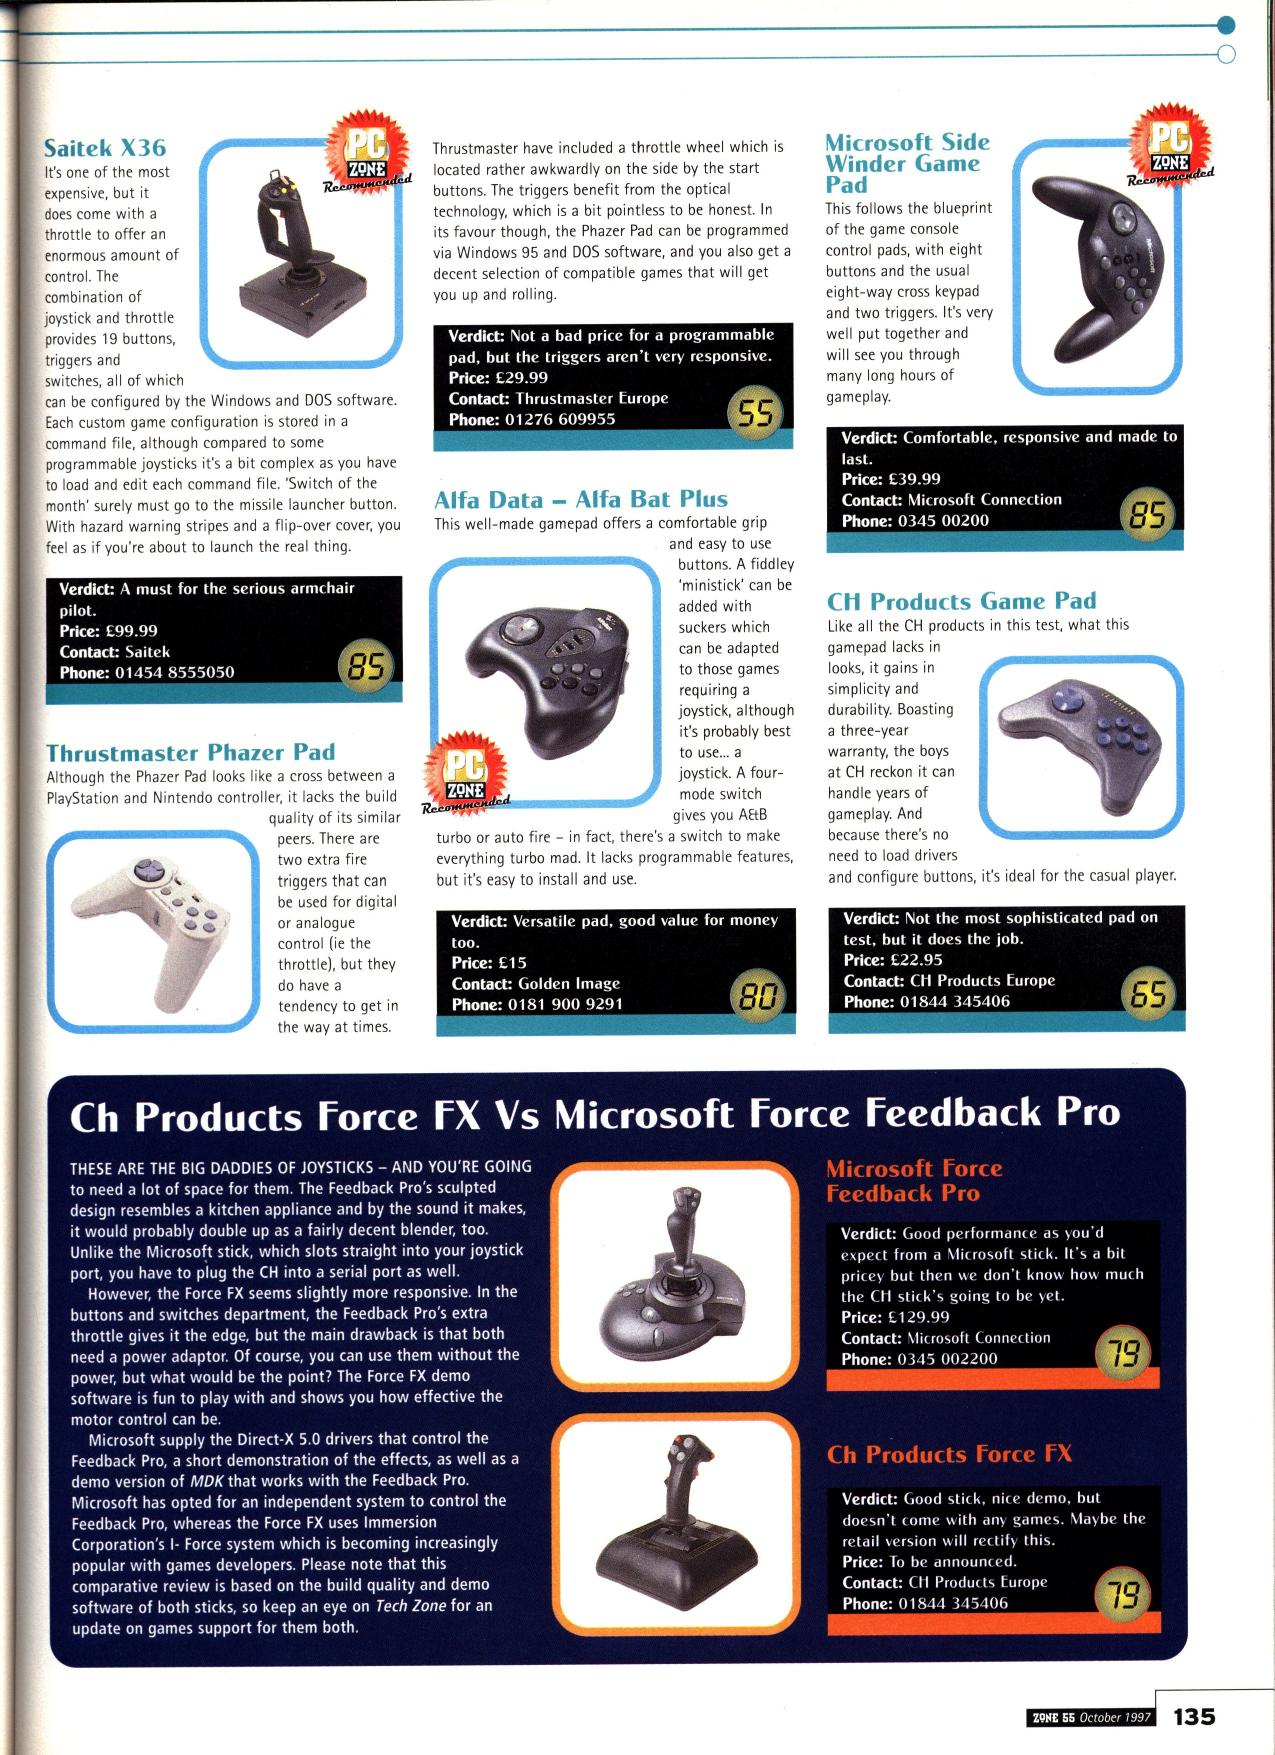 Saitek X36
It's one of the most
expensive, but it
does come with a
throttle to offer an
enormous amount of
control. The
combination of
joystick and throttle
provides 19 buttons,
triggers and
switches, all of which
can be configured by the Windows and DOS software.
Each custom game configuration is stored in a
command file, although compared to some
programmable joysticks it's a bit complex as you have
to load and edit each command file. 'Switch of the
month' surely must go to the missile launcher button.
With hazard warning stripes and a flip-over cover, you
feel as if you're about to launch the real thing.
PC
ZONE
Recommended
Verdict: A must for the serious armchair
pilot.
Price: £99.99
Contact: Saitek
Phone: 01454 8555050
85
Thrustmaster Phazer Pad
Although the Phazer Pad looks like a cross between a
PlayStation and Nintendo controller, it lacks the build
quality of its similar
peers. There are
two extra fire
triggers that can
be used for digital
or analogue
control (ie the
throttle), but they
do have a
tendency to get in
the way at times.
Thrustmaster have included a throttle wheel which is
located rather awkwardly on the side by the start
buttons. The triggers benefit from the optical
technology, which is a bit pointless to be honest. In
its favour though, the Phazer Pad can be programmed
via Windows 95 and DOS software, and you also get a
decent selection of compatible games that will get
you up and rolling.
Verdict: Not a bad price for a programmable
pad, but the triggers aren't very responsive.
Price: £29.99
Contact: Thrustmaster Europe
Phone: 01276 609955
55
Alfa Data – Alfa Bat Plus
This well-made gamepad offers a comfortable grip
and easy to use
buttons. A fiddley
'ministick' can be
added with
suckers which
can be adapted
to those games
requiring a
joystick, although
it's probably best
to use... a
joystick. A four-
mode switch
gives you A&B
turbo or auto fire – in fact, there's a switch to make
everything turbo mad. It lacks programmable features,
but it's easy to install and use.
PC
ZONE
Recommended
Verdict: Versatile pad, good value for money
too.
Price: £15
Contact: Golden Image
Phone: 0181 900 9291
80
Microsoft Side
Winder Game
Pad
This follows the blueprint
of the game console
control pads, with eight
buttons and the usual
eight-way cross keypad
and two triggers. It's very
well put together and
will see you through
many long hours of
gameplay.
PC
ZONE
Recommended
Verdict: Comfortable, responsive and made to
last.
Price: £39.99
Contact: Microsoft Connection
Phone: 0345 00200
85
CH Products Game Pad
Like all the CH products in this test, what this
gamepad lacks in
looks, it gains in
simplicity and
durability. Boasting
a three-year
warranty, the boys
at CH reckon it can
handle years of
gameplay. And
because there's no
need to load drivers
and configure buttons, it's ideal for the casual player.
Verdict: Not the most sophisticated pad on
test, but it does the job.
Price: £22.95
Contact: CH Products Europe
Phone: 01844 345406
65
Ch Products Force FX Vs Microsoft Force Feedback Pro
THESE ARE THE BIG DADDIES OF JOYSTICKS – AND YOU'RE GOING
to need a lot of space for them. The Feedback Pro's sculpted
design resembles a kitchen appliance and by the sound it makes,
it would probably double up as a fairly decent blender, too.
Unlike the Microsoft stick, which slots straight into your joystick
port, you have to plug the CH into a serial port as well.
However, the Force FX seems slightly more responsive. In the
buttons and switches department, the Feedback Pro's extra
throttle gives it the edge, but the main drawback is that both
need a power adaptor. Of course, you can use them without the
power, but what would be the point? The Force FX demo
software is fun to play with and shows you how effective the
motor control can be.
Microsoft supply the Direct-X 5.0 drivers that control the
Feedback Pro, a short demonstration of the effects, as well as a
demo version of MDK that works with the Feedback Pro.
Microsoft has opted for an independent system to control the
Feedback Pro, whereas the Force FX uses Immersion
Corporation's I- Force system which is becoming increasingly
popular with games developers. Please note that this
comparative review is based on the build quality and demo
software of both sticks, so keep an eye on Tech Zone for an
update on games support for them both.
Microsoft Force
Feedback Pro
Verdict: Good performance as you'd
expect from a Microsoft stick. It's a bit
pricey but then we don't know how much
the CH stick's going to be yet.
Price: £129.99
Contact: Microsoft Connection
Phone: 0345 002200
79
Ch Products Force FX
Verdict: Good stick, nice demo, but
doesn't come with any games. Maybe the
retail version will rectify this.
Price: To be announced.
Contact: CH Products Europe
Phone: 01844 345406
79
ZONE 55 October 1997 135